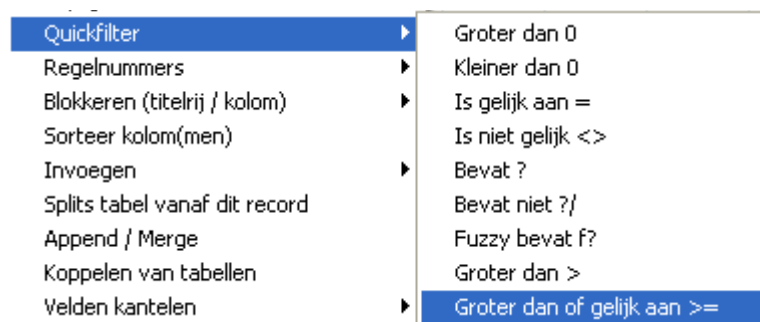 Quickfilter
Regelnummers
Blokkeren (titelrij / kolom)
Sorteer kolom(men)
Invoegen
Splits tabel vanaf dit record
Append / Merge
Koppelen van tabellen
Velden kantelen
Groter dan 0
Kleiner dan 0
Is gelijk aan =
Is niet gelijk <>
Bevat ?
Bevat niet ?/
Fuzzy bevat f?
Groter dan >
Groter dan of gelijk aan >=